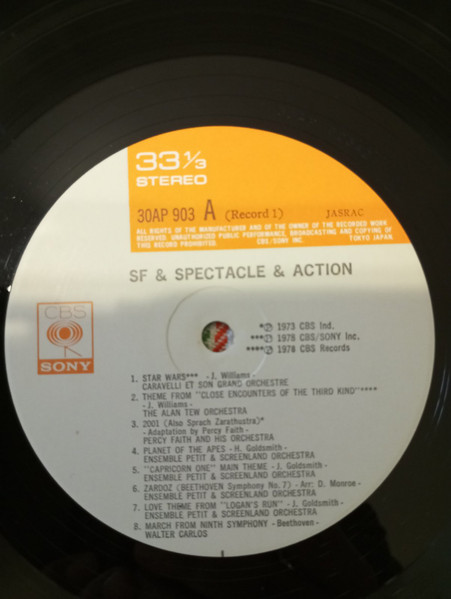 33 1/3
STEREO
30AP 903 A (Record 1) JASRAC
ALL RIGHTS OF THE MANUFACTUROR AND OF THE OWNER OF THE RECORDED WORK
RESERVED. UNAUTHORIZED PUBLIC PERFORMANCE, BROADCASTING AND COPYING OF
THIS RECORD PROHIBITED. CBS/SONY INC. TOKYO JAPAN.
SF & SPECTACLE & ACTION
CBS
SONY
*Ⓟ 1973 CBS Ind.
***Ⓟ 1978 CBS/SONY Inc.
****Ⓟ 1978 CBS Records
1. STAR WARS*** - J. Williams -
CARAVELLI ET SON GRAND ORCHESTRE
2. THEME FROM "CLOSE ENCOUNTERS OF THE THIRD KIND"****
- J. Williams -
THE ALAN TEW ORCHESTRA
3. 2001 (Also Sprach Zarathustra)*
- Adaptation by Percy Faith -
PERCY FAITH AND HIS ORCHESTRA
4. PLANET OF THE APES - H. Goldsmith -
ENSEMBLE PETIT & SCREENLAND ORCHESTRA
5. "CAPRICORN ONE" MAIN THEME - J. Goldsmith -
ENSEMBLE PETIT & SCREENLAND ORCHESTRA
6. ZARDOZ (BEETHOVEN Symphony No. 7) - Arr: D. Monroe -
ENSEMBLE PETIT & SCREENLAND ORCHESTRA
7. LOVE THEME FROM "LOGAN'S RUN" - J. Goldsmith -
ENSEMBLE PETIT & SCREENLAND ORCHESTRA
8. MARCH FROM NINTH SYMPHONY - Beethoven -
WALTER CARLOS